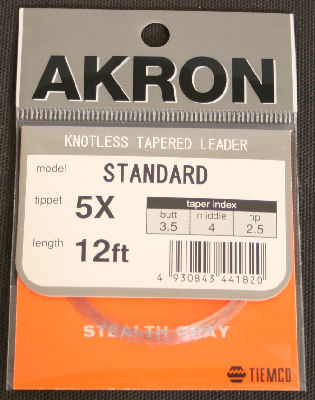 AKRON
KNOTLESS TAPERED LEADER
model STANDARD
tippet 5X
taper index
butt middle tip
3.5 4 2.5
length 12ft
4 930843 441820
STEALTH GRAY
TIEMCO